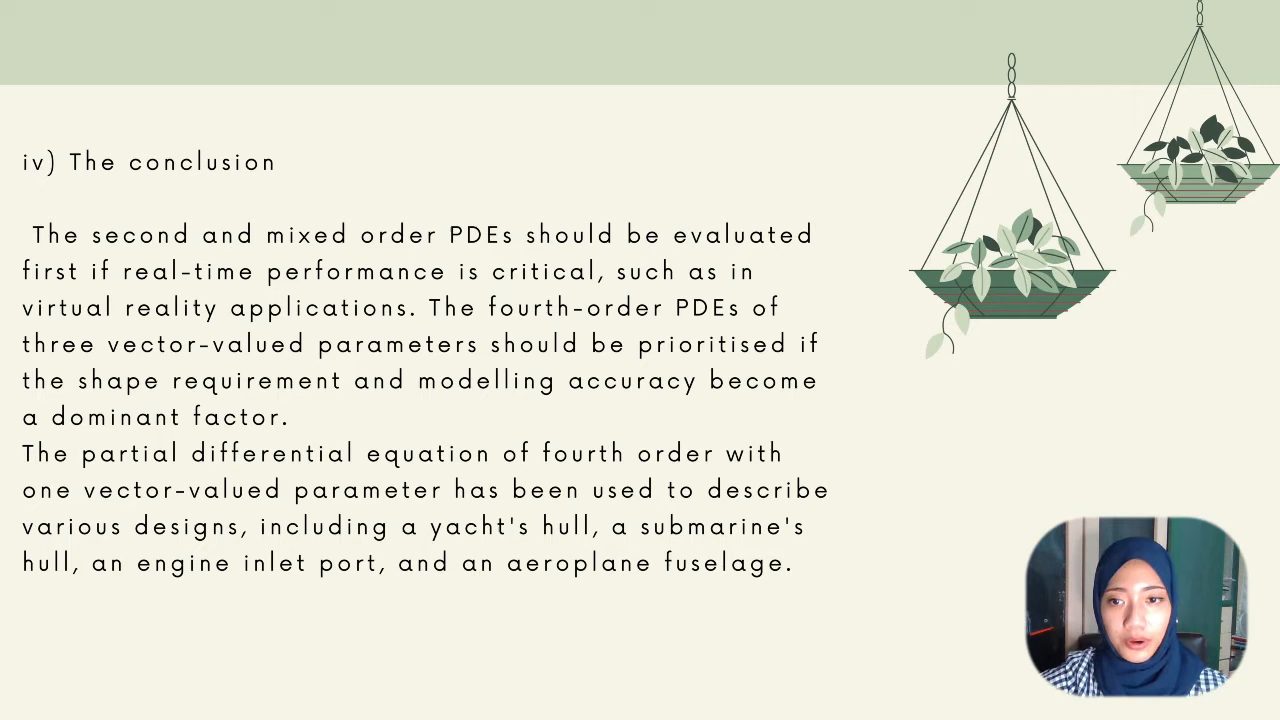 iv) The conclusion
The second and mixed order PDEs should be evaluated
first if real-time performance is critical, such as in
virtual reality applications. The fourth-order PDEs of
three vector-valued parameters should be prioritised if
the shape requirement and modelling accuracy become
a dominant factor.
The partial differential equation of fourth order with
one vector-valued parameter has been used to describe
various designs, including a yacht's hull, a submarine's
hull, an engine inlet port, and an aeroplane fuselage.